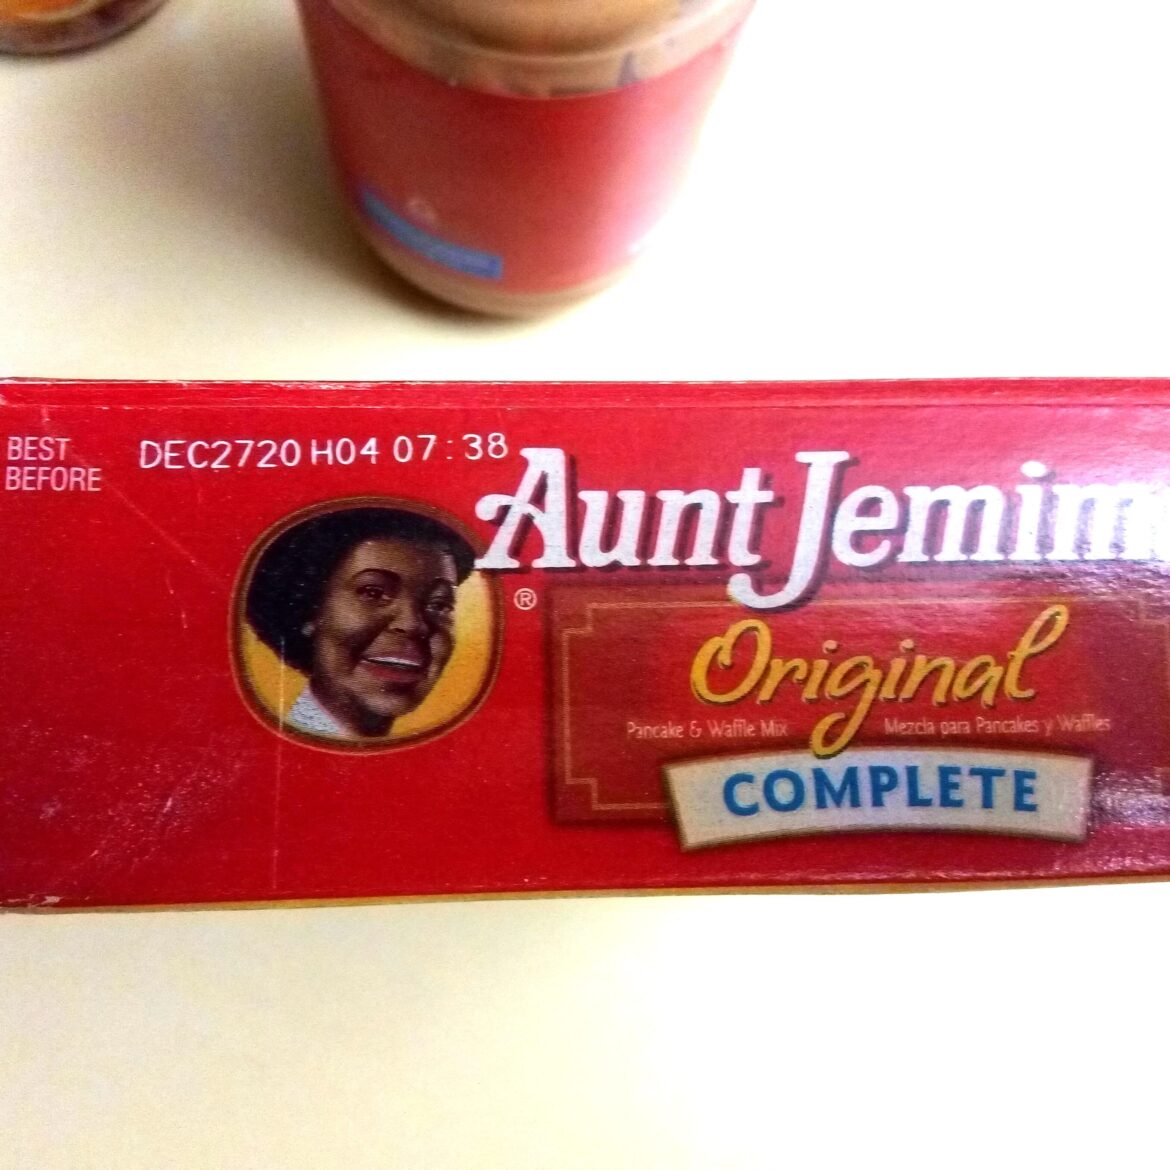 BEST
BEFORE
DEC2720 H04 07:38
Aunt Jemim
®
Original
Pancake & Waffle Mix
Mezcla para Pancakes y Waffles
COMPLETE